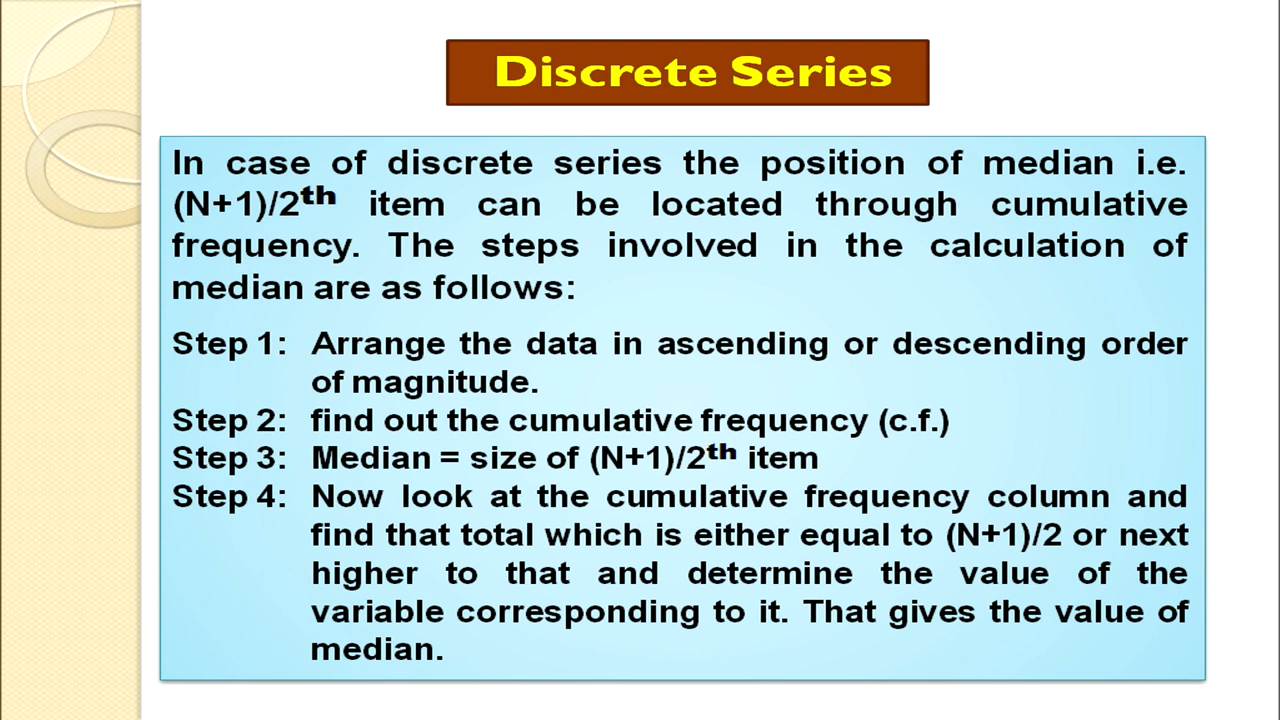 Discrete Series
In case of discrete series the position of median i.e.
(N+1)/2th item can be located through cumulative
frequency. The steps involved in the calculation of
median are as follows:
Step 1: Arrange the data in ascending or descending order
of magnitude.
Step 2: find out the cumulative frequency (c.f.)
Step 3: Median = size of (N+1)/2th item
Step 4: Now look at the cumulative frequency column and
find that total which is either equal to (N+1)/2 or next
higher to that and determine the value of the
variable corresponding to it. That gives the value of
median.